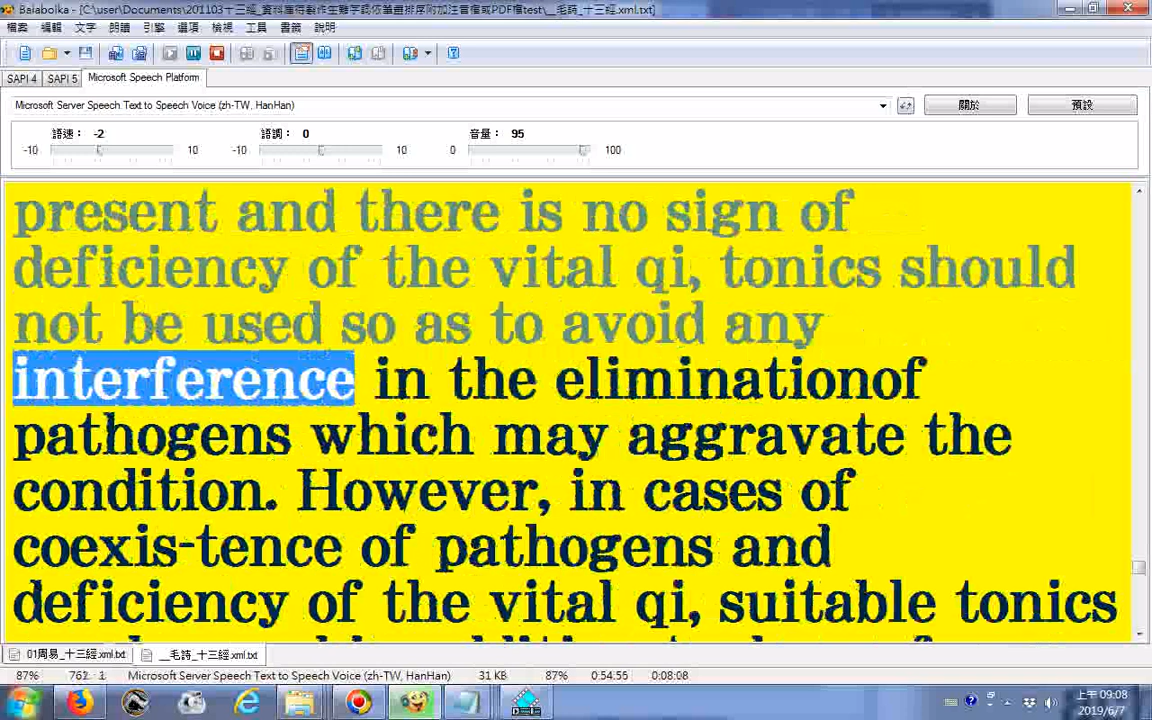 Balabolka - [C:\user\Documents\201103十三經_資料庫得製作生難字詞依筆畫排序附加注音檔或PDF檔test\__毛詩_十三經.xml.txt]
檔案 編輯 文字 朗讀 引擎 選項 檢視 工具 書籤 說明
SAPI 4 SAPI 5 Microsoft Speech Platform
Microsoft Server Speech Text to Speech Voice (zh-TW, HanHan) 關於 預設
語速： -2 語調： 0 音量： 95
-10 10 -10 10 0 100
present and there is no sign of
deficiency of the vital qi, tonics should
not be used so as to avoid any
interference in the eliminationof
pathogens which may aggravate the
condition. However, in cases of
coexis-tence of pathogens and
deficiency of the vital qi, suitable tonics
01周易_十三經.xml.txt __毛詩_十三經.xml.txt
87% 762: 1 Microsoft Server Speech Text to Speech Voice (zh-TW, HanHan) 31 KB 87% 0:54:55 0:08:08
上午 09:08
2019/6/7